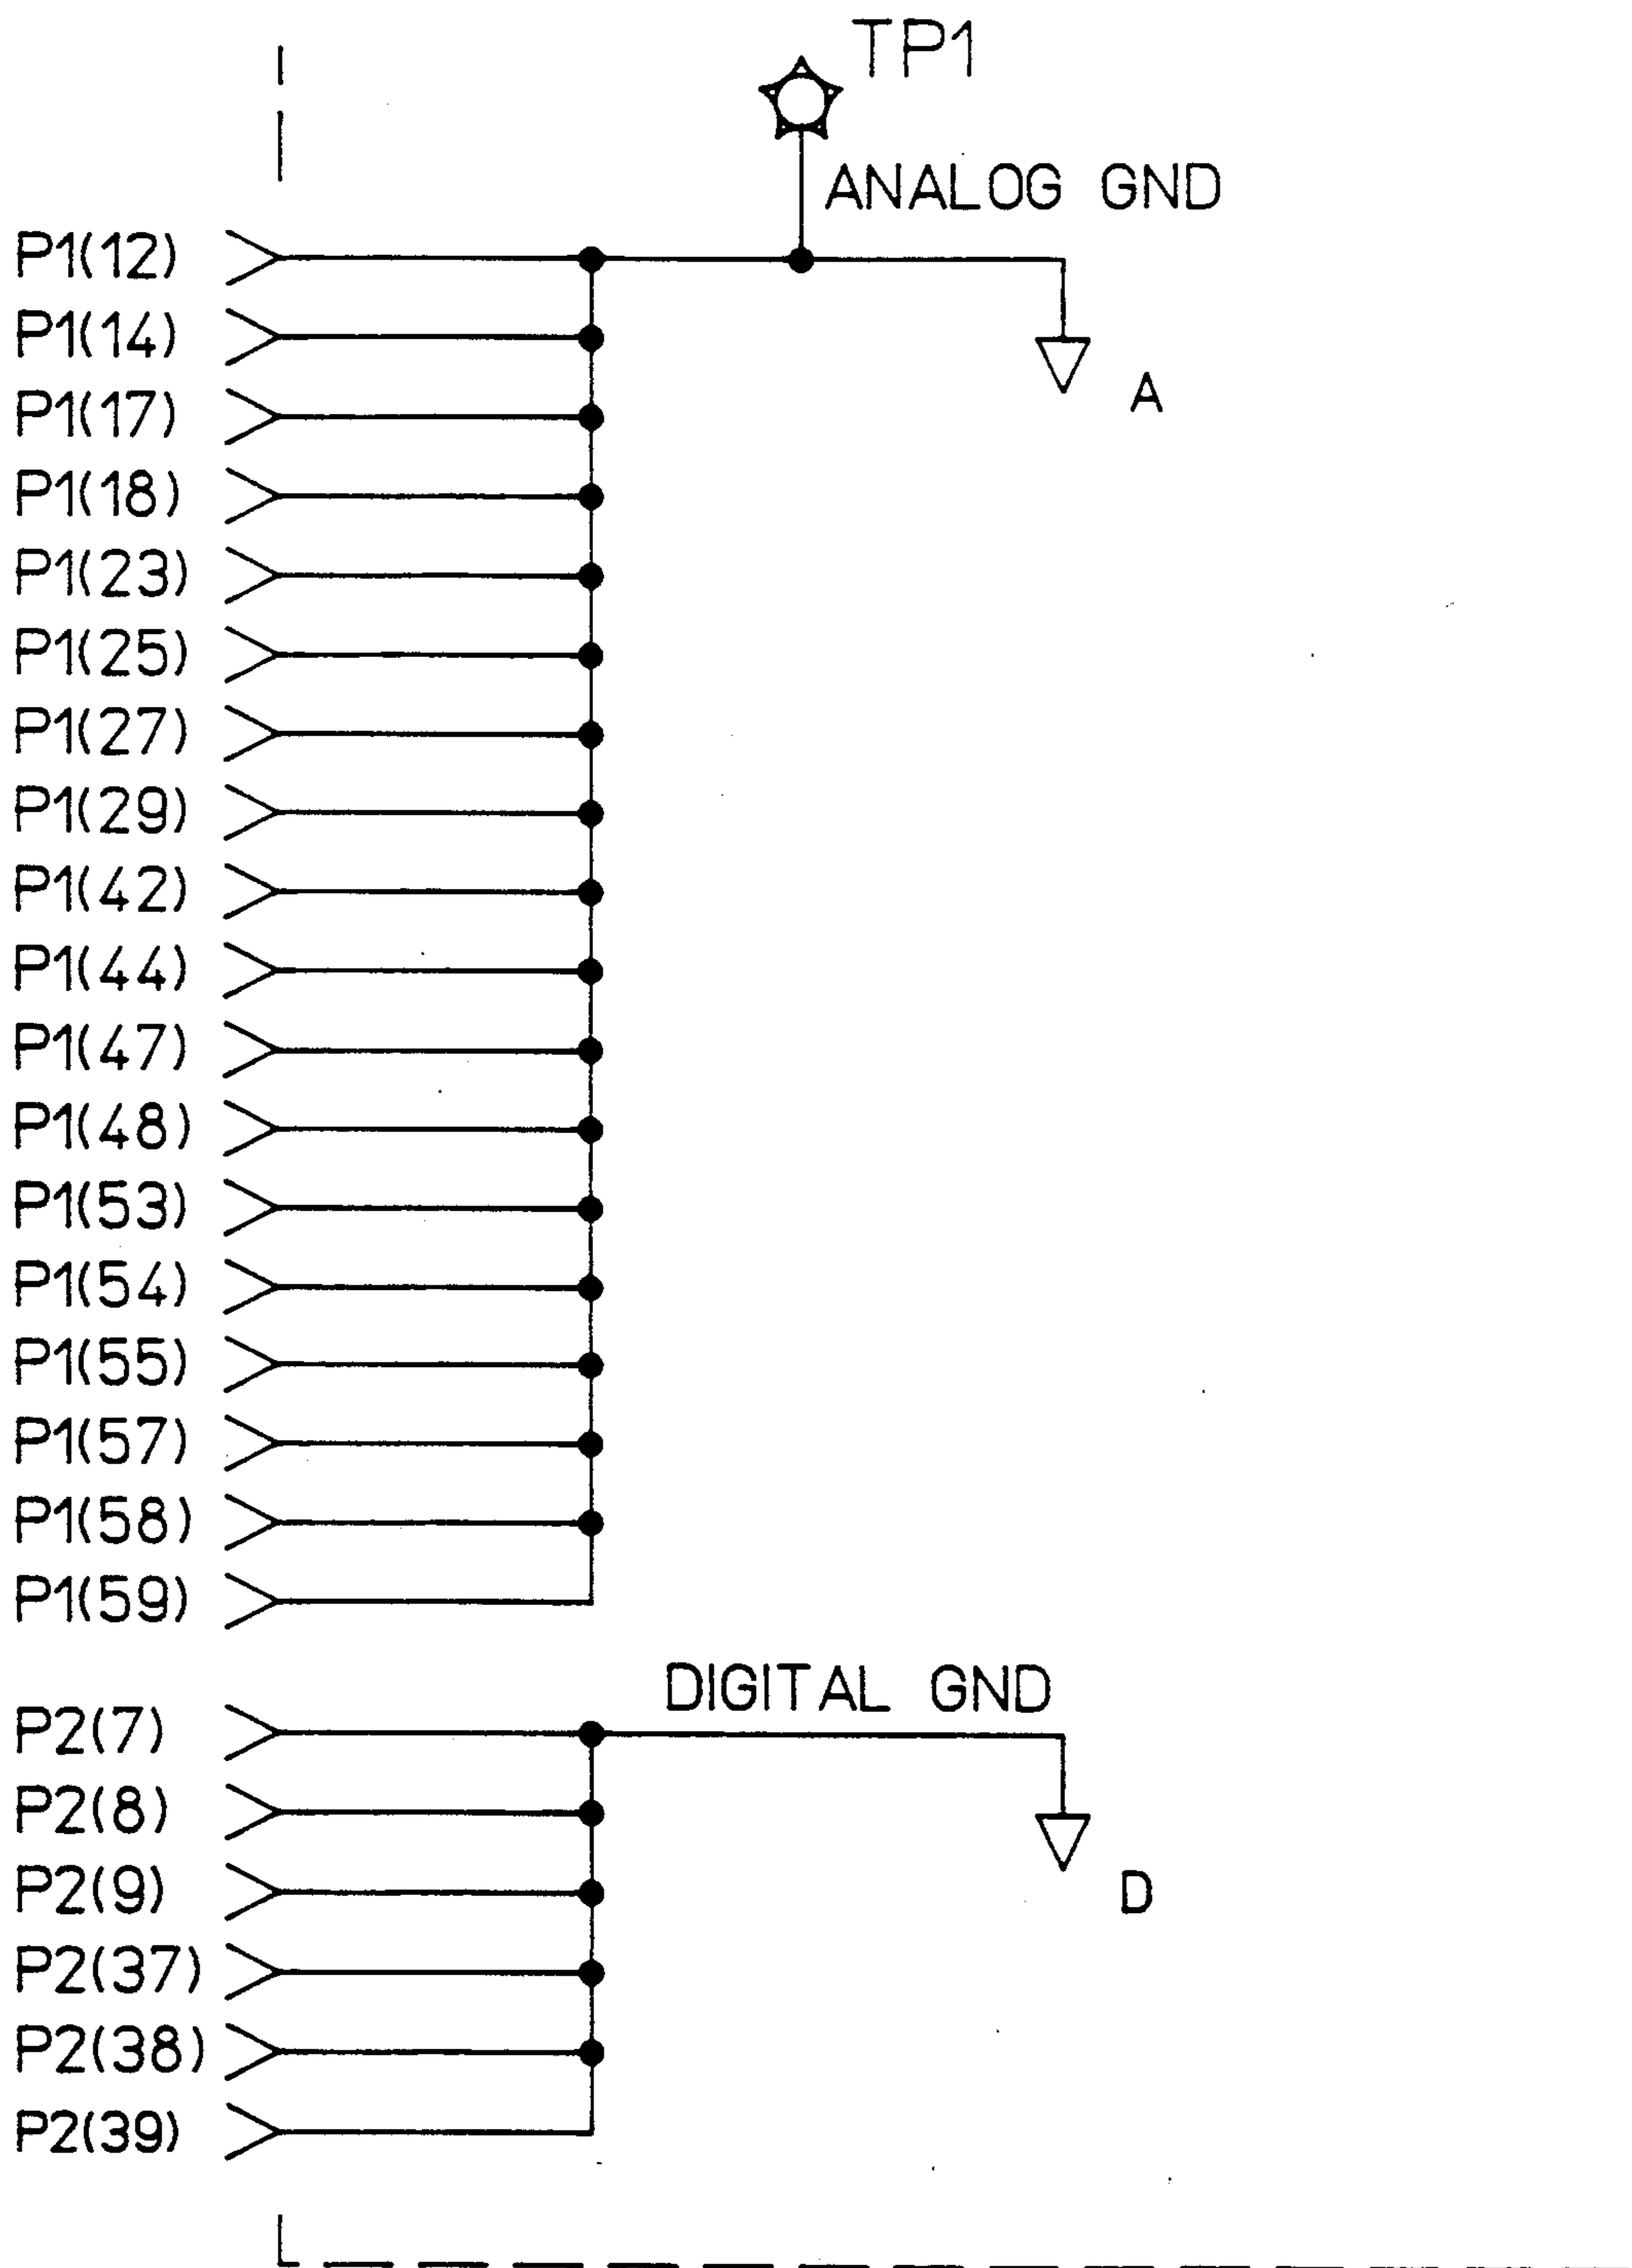 TP1
ANALOG GND
P1(12)
P1(14)
A
P1(17)
P1(18)
P1(23)
P1(25)
P1(27)
P1(29)
P1(42)
P1(44)
P1(47)
P1(48)
P1(53)
P1(54)
P1(55)
P1(57)
P1(58)
P1(59)
DIGITAL GND
P2(7)
P2(8)
P2(9)
D
P2(37)
P2(38)
P2(39)